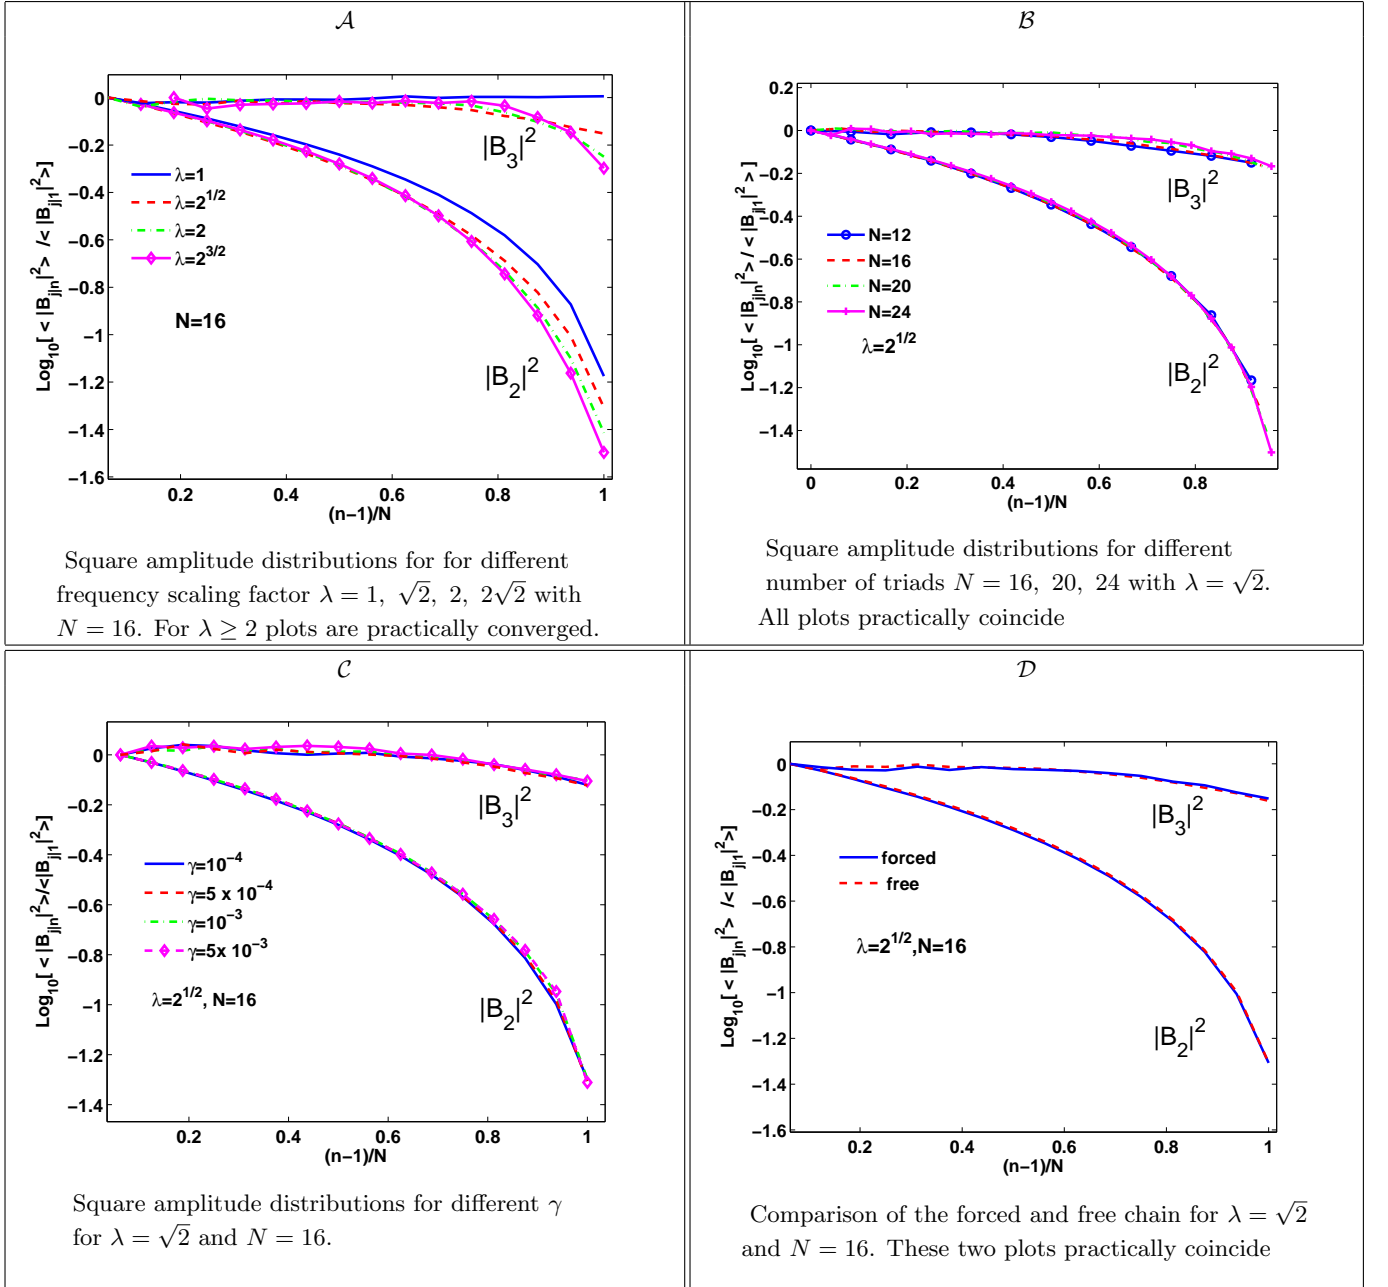 𝒜
Log10[ < |Bj|n|^2> / < |Bj|1|^2>]
0
−0.2
−0.4
−0.6
−0.8
−1
−1.2
−1.4
−1.6
λ=1
λ=2^1/2
λ=2
λ=2^3/2
N=16
|B3|^2
|B2|^2
0.2 0.4 0.6 0.8 1
(n−1)/N
Square amplitude distributions for for different
frequency scaling factor λ = 1, √2, 2, 2√2 with
N = 16. For λ ≥ 2 plots are practically converged.
ℬ
Log10[ < |Bj|n|^2> / < |Bj|1|^2> ]
0.2
0
−0.2
−0.4
−0.6
−0.8
−1
−1.2
−1.4
N=12
N=16
N=20
N=24
λ=2^1/2
|B3|^2
|B2|^2
0 0.2 0.4 0.6 0.8
(n−1)/N
Square amplitude distributions for different
number of triads N = 16, 20, 24 with λ = √2.
All plots practically coincide
𝒞
Log10[ < |Bj|n|^2>/<|Bj|1|^2>]
0
−0.2
−0.4
−0.6
−0.8
−1
−1.2
−1.4
γ=10^−4
γ=5 x 10^−4
γ=10^−3
γ=5x 10^−3
λ=2^1/2, N=16
|B3|^2
|B2|^2
0.2 0.4 0.6 0.8 1
(n−1)/N
Square amplitude distributions for different γ
for λ = √2 and N = 16.
𝒟
Log10[ < |Bj|n|^2> / <|Bj|1|^2>]
0
−0.2
−0.4
−0.6
−0.8
−1
−1.2
−1.4
−1.6
forced
free
λ=2^1/2,N=16
|B3|^2
|B2|^2
0.2 0.4 0.6 0.8 1
(n−1)/N
Comparison of the forced and free chain for λ = √2
and N = 16. These two plots practically coincide